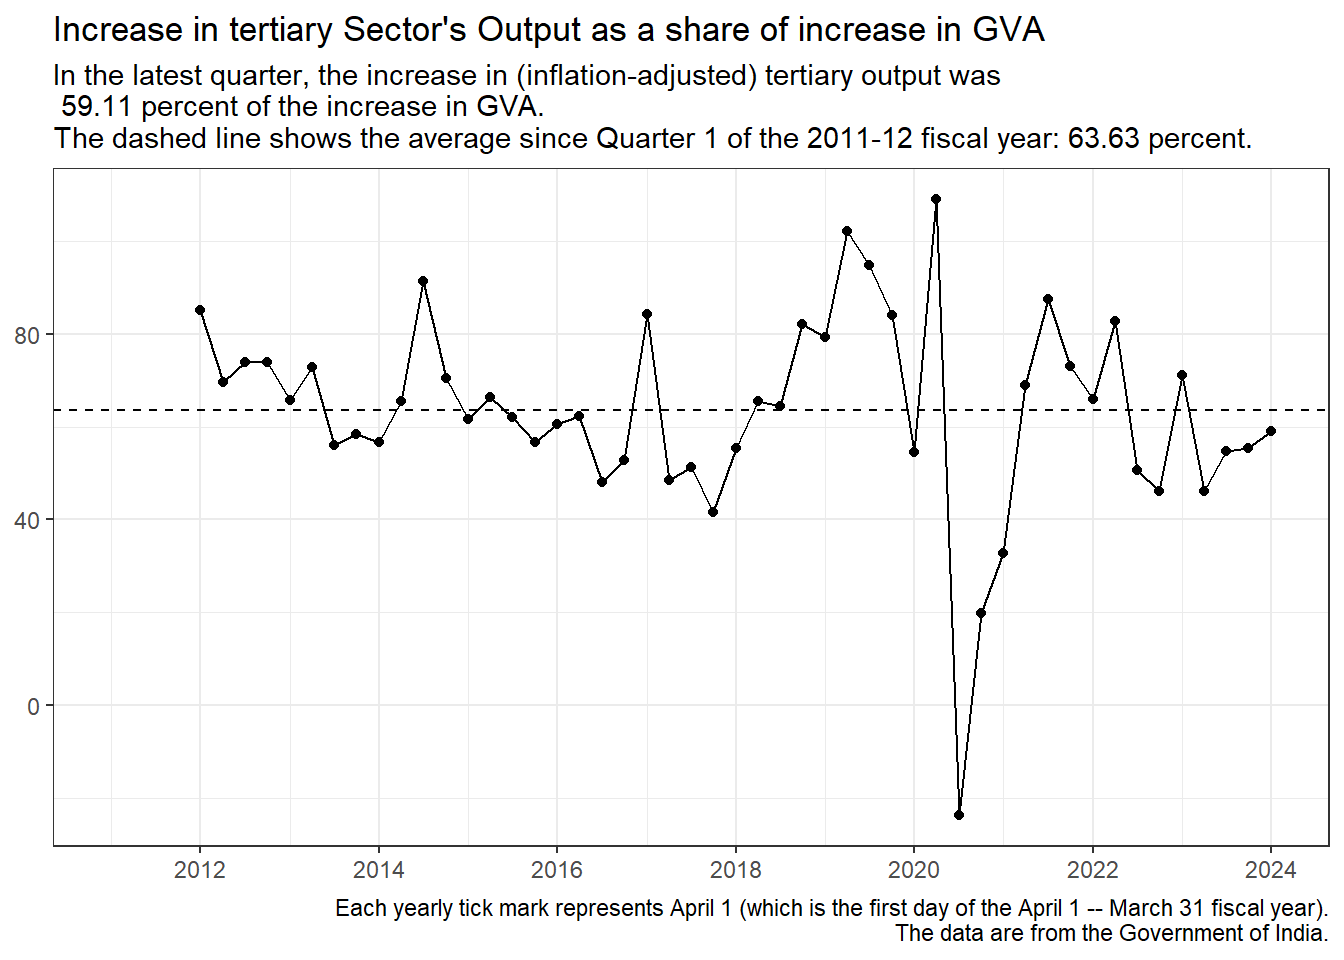 Increase in tertiary Sector's Output as a share of increase in GVA
In the latest quarter, the increase in (inflation-adjusted) tertiary output was
59.11 percent of the increase in GVA.
The dashed line shows the average since Quarter 1 of the 2011-12 fiscal year: 63.63 percent.
80
40
0
2012 2014 2016 2018 2020 2022 2024
Each yearly tick mark represents April 1 (which is the first day of the April 1 -- March 31 fiscal year).
The data are from the Government of India.